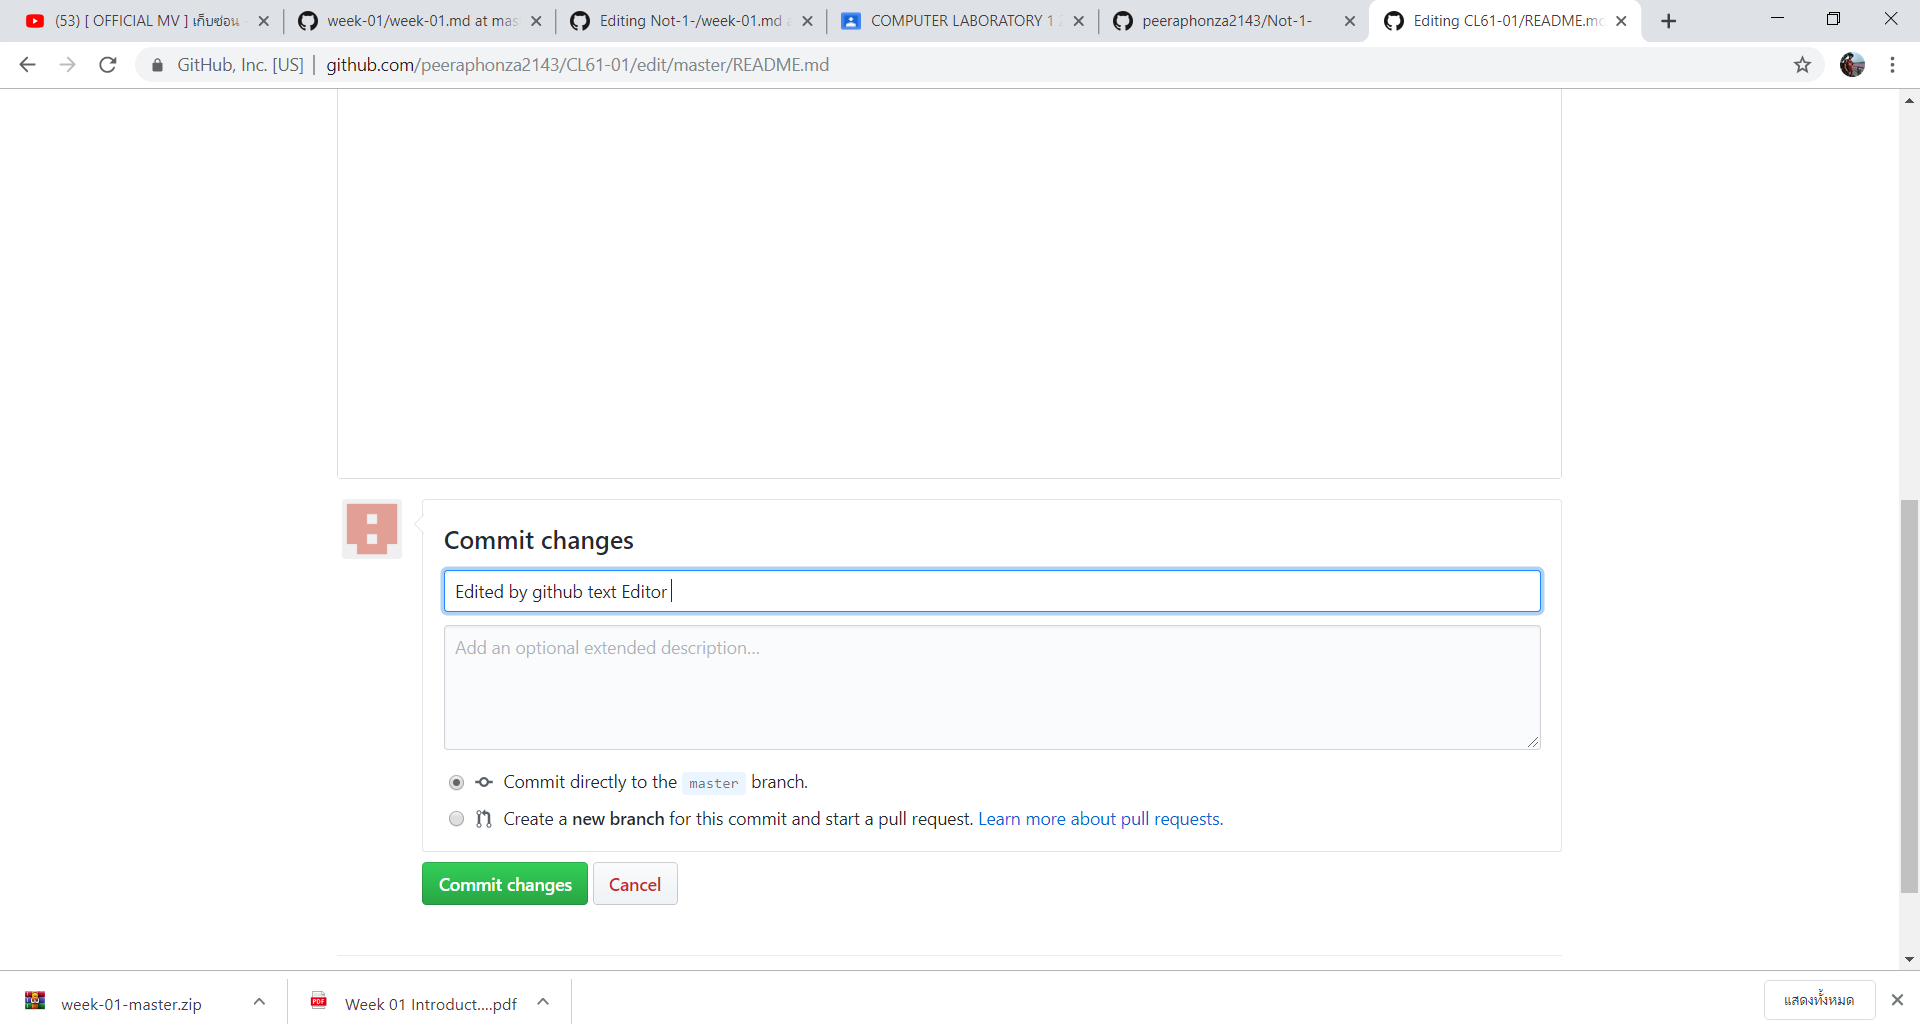 (53) [ OFFICIAL MV ] เก็บซ่อน -
week-01/week-01.md at mas
Editing Not-1-/week-01.md a
COMPUTER LABORATORY 1 2
peeraphonza2143/Not-1-
Editing CL61-01/README.md
GitHub, Inc. [US] | github.com/peeraphonza2143/CL61-01/edit/master/README.md
Commit changes
Edited by github text Editor
Add an optional extended description...
Commit directly to the master branch.
Create a new branch for this commit and start a pull request. Learn more about pull requests.
Commit changes
Cancel
week-01-master.zip
PDF
Week 01 Introduct....pdf
แสดงทั้งหมด